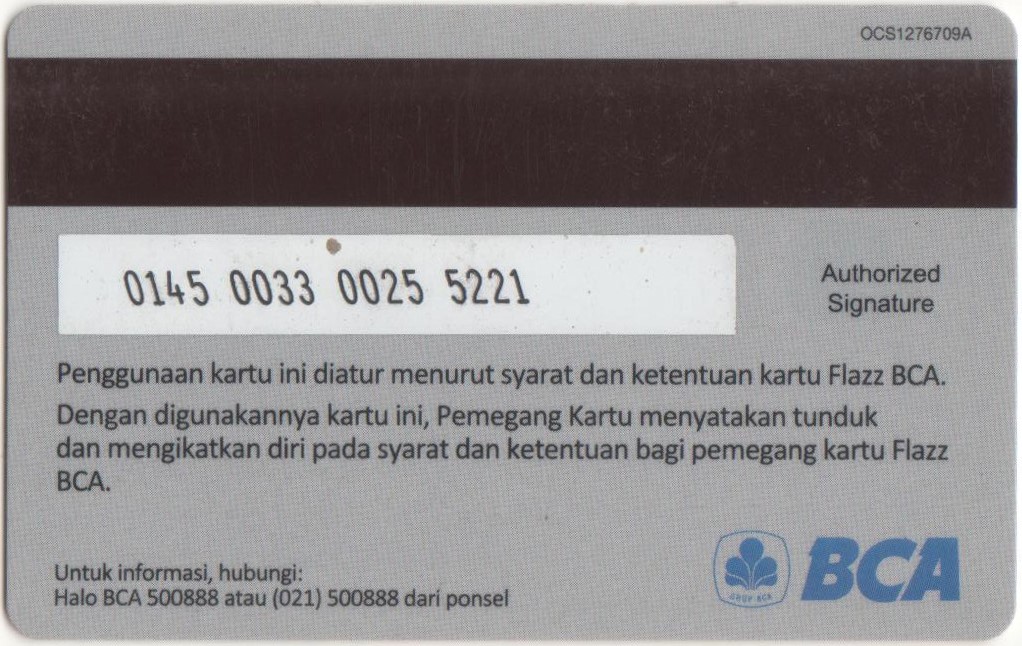 OCS1276709A
0145 0033 0025 5221
Authorized
Signature
Penggunaan kartu ini diatur menurut syarat dan ketentuan kartu Flazz BCA.
Dengan digunakannya kartu ini, Pemegang Kartu menyatakan tunduk
dan mengikatkan diri pada syarat dan ketentuan bagi pemegang kartu Flazz
BCA.
Untuk informasi, hubungi:
Halo BCA 500888 atau (021) 500888 dari ponsel
GRUP BCA
BCA